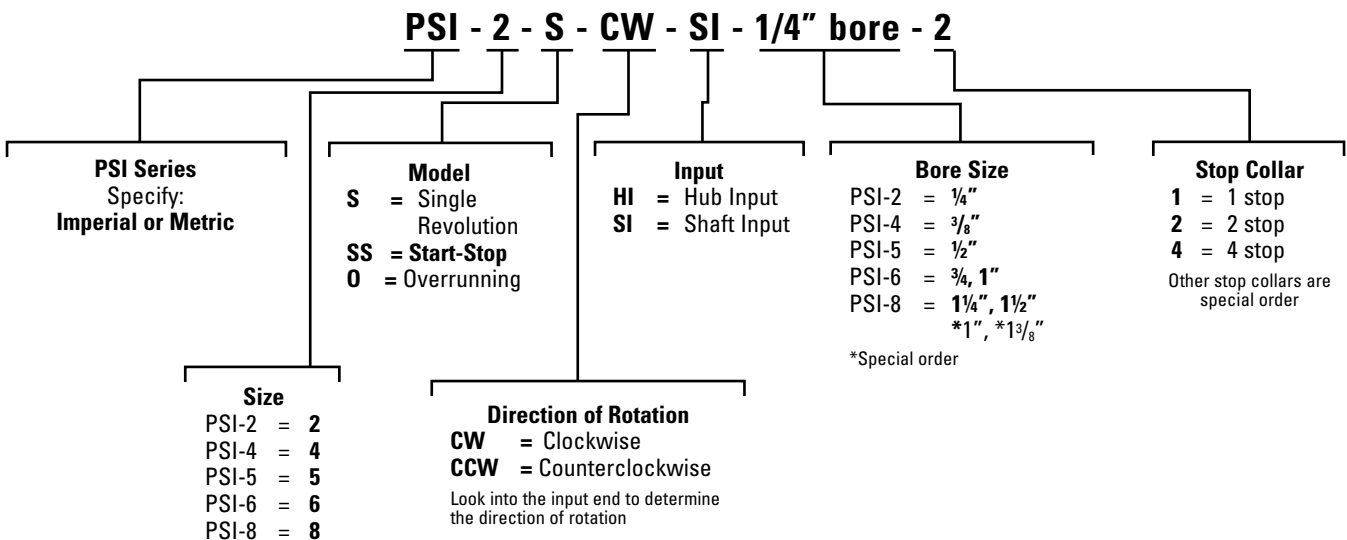 PSI - 2 - S - CW - SI - 1/4" bore - 2
PSI Series
Specify:
Imperial or Metric
Model
S = Single
Revolution
SS = Start-Stop
O = Overrunning
Input
HI = Hub Input
SI = Shaft Input
Bore Size
PSI-2 = ¼"
PSI-4 = ³/₈"
PSI-5 = ½"
PSI-6 = ¾, 1"
PSI-8 = 1¼", 1½"
*1", *1³/₈"
*Special order
Stop Collar
1 = 1 stop
2 = 2 stop
4 = 4 stop
Other stop collars are
special order
Size
PSI-2 = 2
PSI-4 = 4
PSI-5 = 5
PSI-6 = 6
PSI-8 = 8
Direction of Rotation
CW = Clockwise
CCW = Counterclockwise
Look into the input end to determine
the direction of rotation